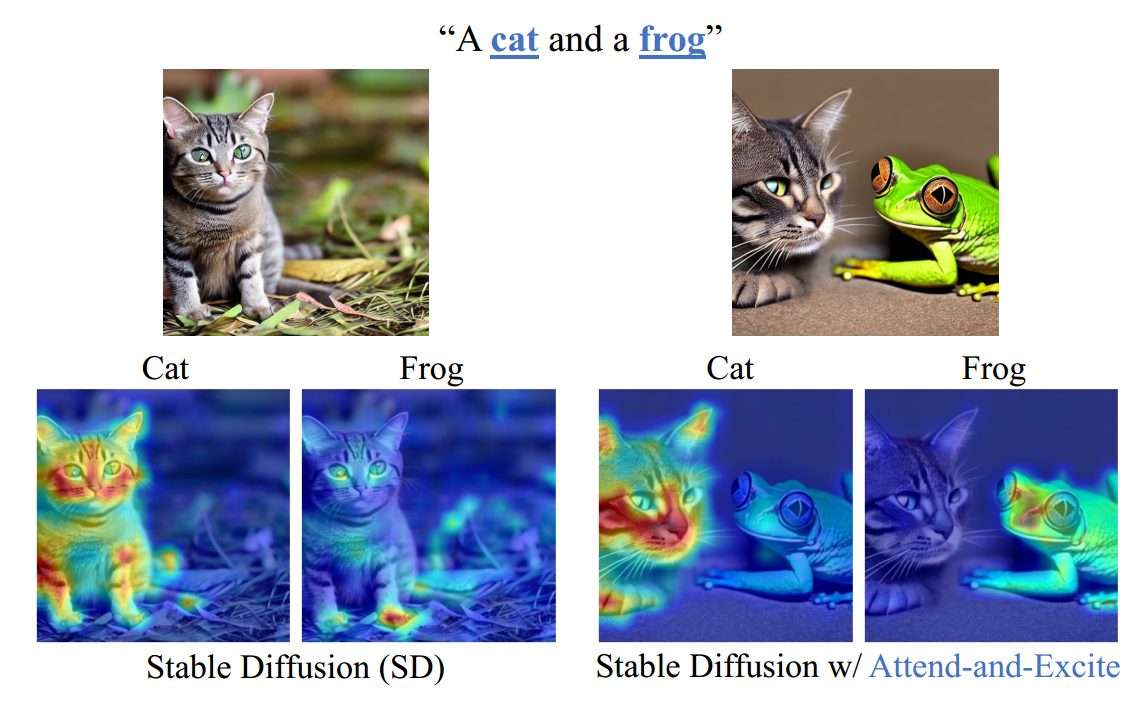 “A cat and a frog”
Cat
Frog
Cat
Frog
Stable Diffusion (SD)
Stable Diffusion w/ Attend-and-Excite